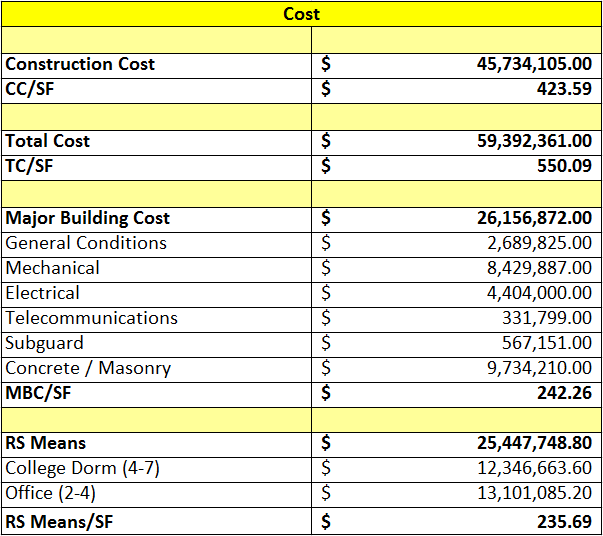 Cost
Construction Cost $ 45,734,105.00
CC/SF $ 423.59
Total Cost $ 59,392,361.00
TC/SF $ 550.09
Major Building Cost $ 26,156,872.00
General Conditions $ 2,689,825.00
Mechanical $ 8,429,887.00
Electrical $ 4,404,000.00
Telecommunications $ 331,799.00
Subguard $ 567,151.00
Concrete / Masonry $ 9,734,210.00
MBC/SF $ 242.26
RS Means $ 25,447,748.80
College Dorm (4-7) $ 12,346,663.60
Office (2-4) $ 13,101,085.20
RS Means/SF $ 235.69